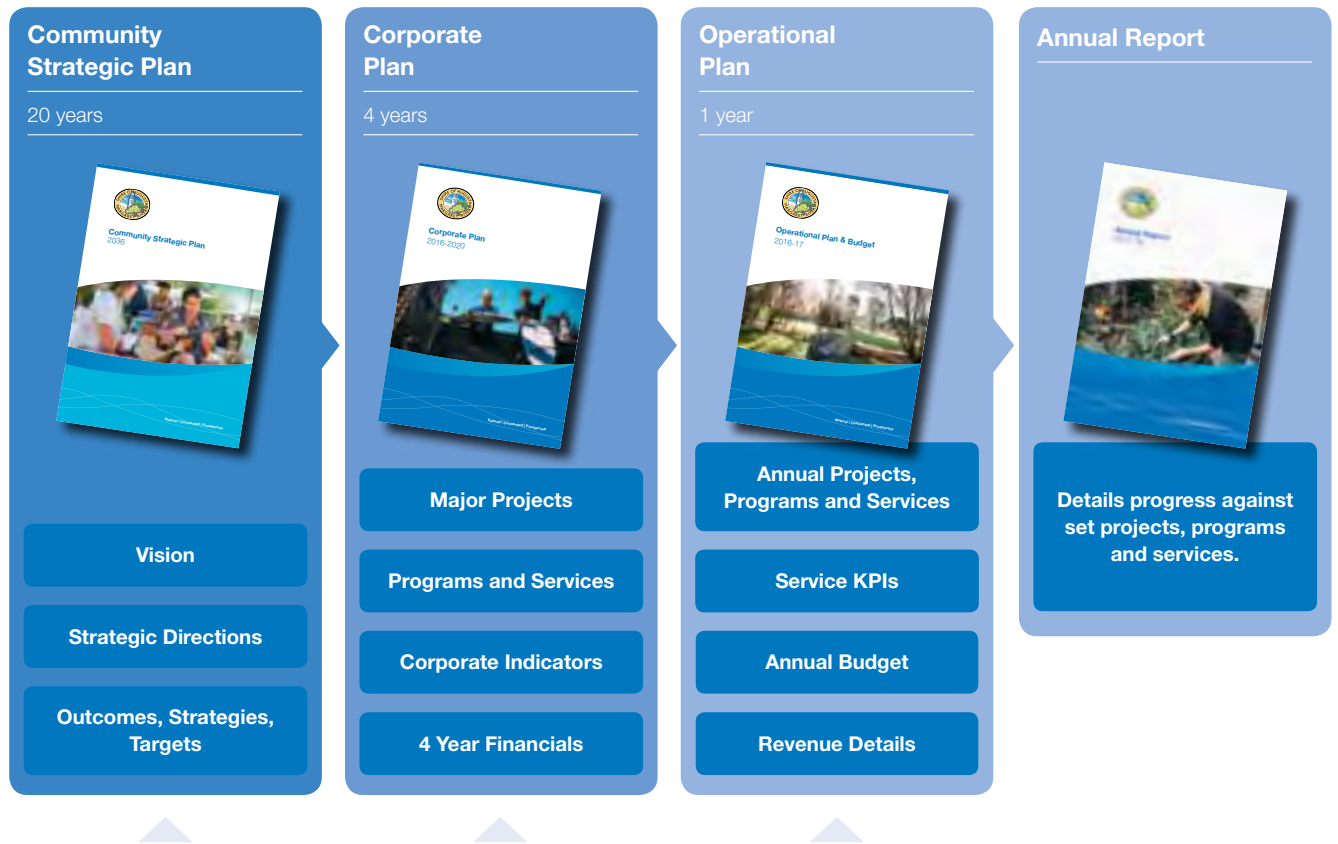 Community
Strategic Plan
20 years
Community Strategic Plan
2036
Vision
Strategic Directions
Outcomes, Strategies,
Targets
Corporate
Plan
4 years
Corporate Plan
2016-2020
Major Projects
Programs and Services
Corporate Indicators
4 Year Financials
Operational
Plan
1 year
Operational Plan & Budget
2016-17
Annual Projects,
Programs and Services
Service KPIs
Annual Budget
Revenue Details
Annual Report
Annual Report
Details progress against
set projects, programs
and services.